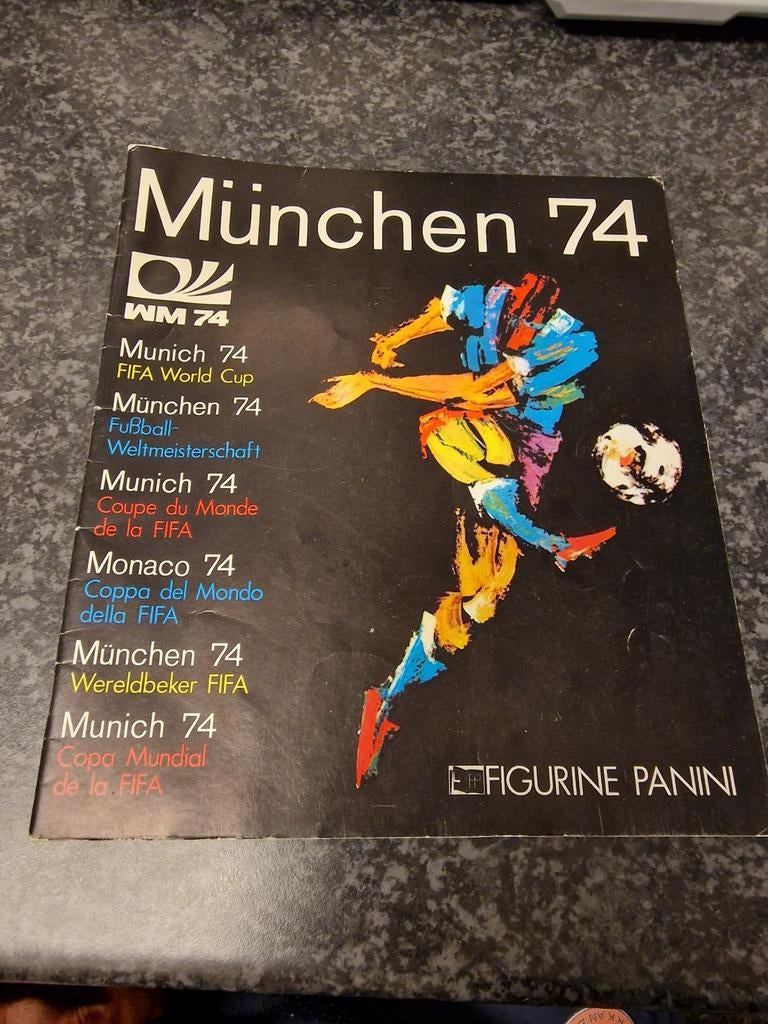 München 74
WM 74
Munich 74
FIFA World Cup
München 74
Fußball-
Weltmeisterschaft
Munich 74
Coupe du Monde
de la FIFA
Monaco 74
Coppa del Mondo
della FIFA
München 74
Wereldbeker FIFA
Munich 74
Copa Mundial
de la FIFA
FIGURINE PANINI